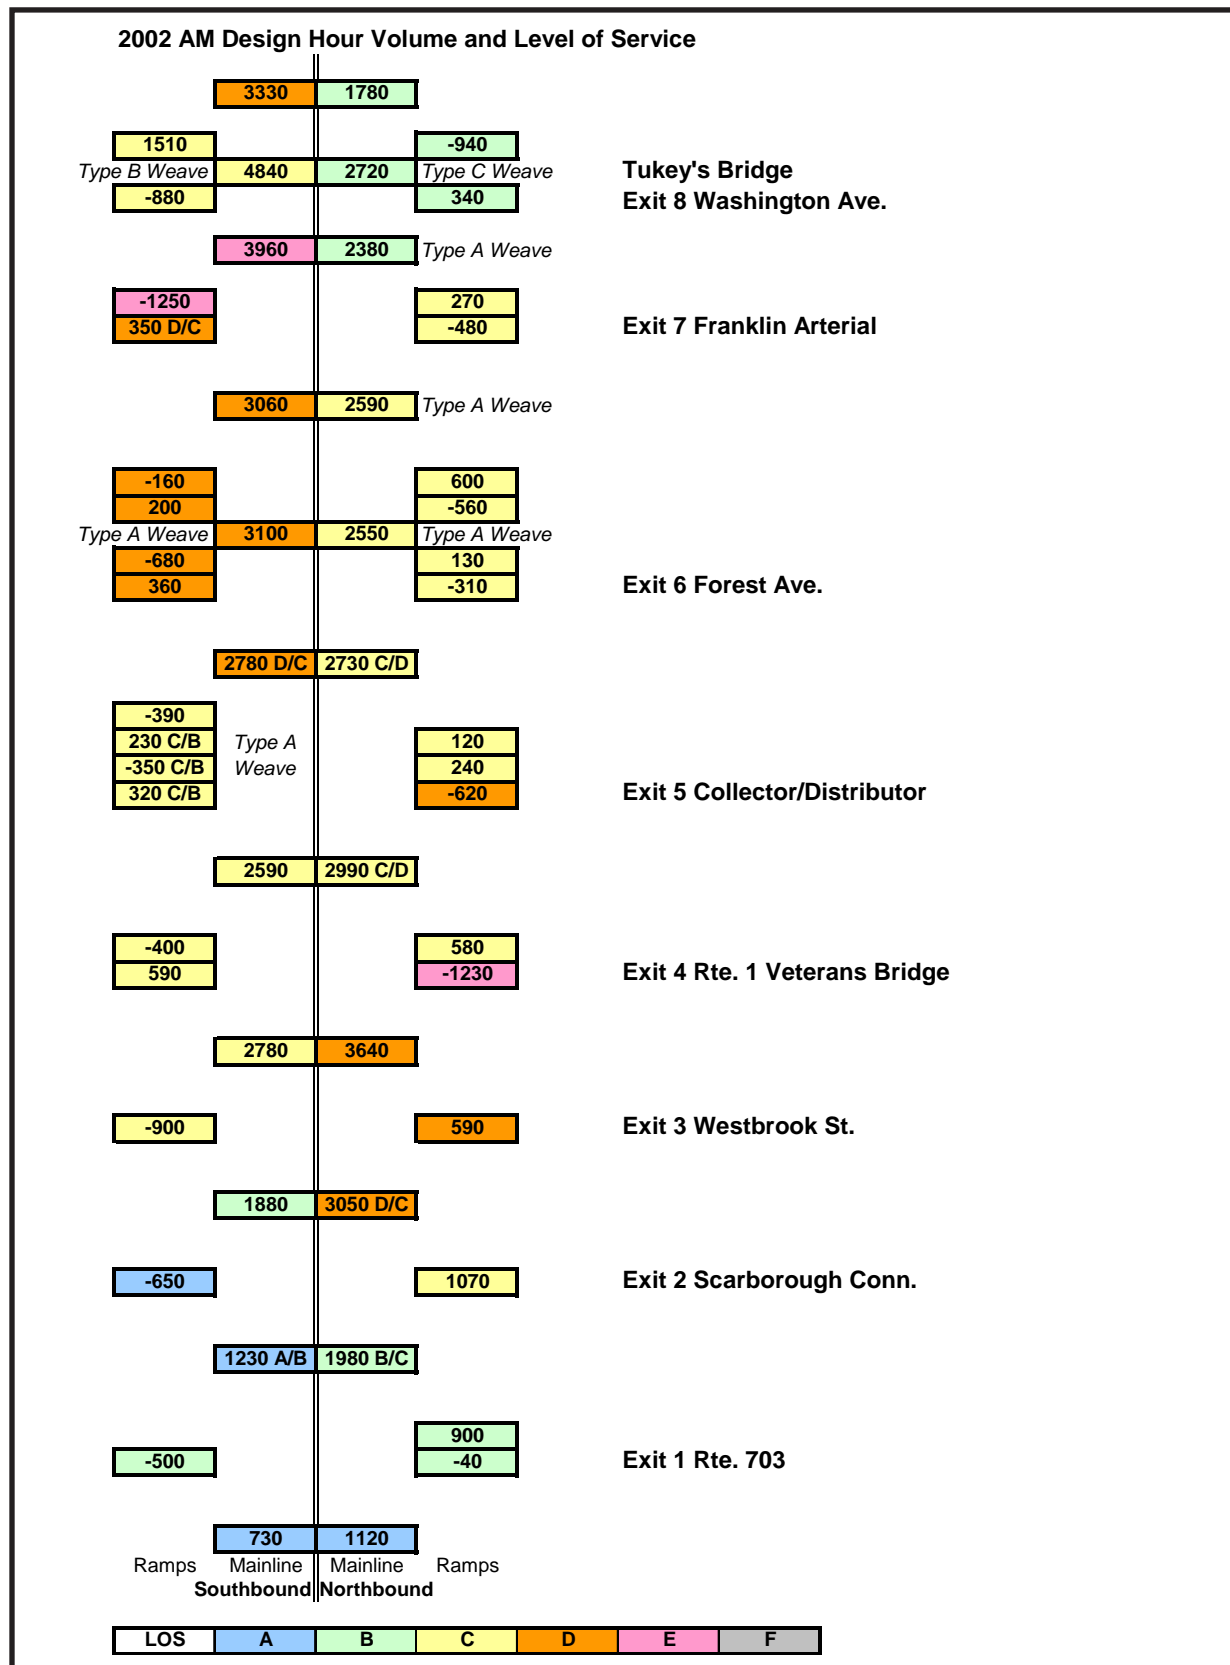 2002 AM Design Hour Volume and Level of Service
3330 1780
1510 -940
Type B Weave 4840 2720 Type C Weave Tukey's Bridge
-880 340 Exit 8 Washington Ave.
3960 2380 Type A Weave
-1250 270
350 D/C -480 Exit 7 Franklin Arterial
3060 2590 Type A Weave
-160 600
200 -560
Type A Weave 3100 2550 Type A Weave
-680 130
360 -310 Exit 6 Forest Ave.
2780 D/C 2730 C/D
-390
230 C/B Type A 120
-350 C/B Weave 240
320 C/B -620 Exit 5 Collector/Distributor
2590 2990 C/D
-400 580
590 -1230 Exit 4 Rte. 1 Veterans Bridge
2780 3640
-900 590 Exit 3 Westbrook St.
1880 3050 D/C
-650 1070 Exit 2 Scarborough Conn.
1230 A/B 1980 B/C
900
-500 -40 Exit 1 Rte. 703
730 1120
Ramps Mainline Mainline Ramps
Southbound Northbound
LOS A B C D E F